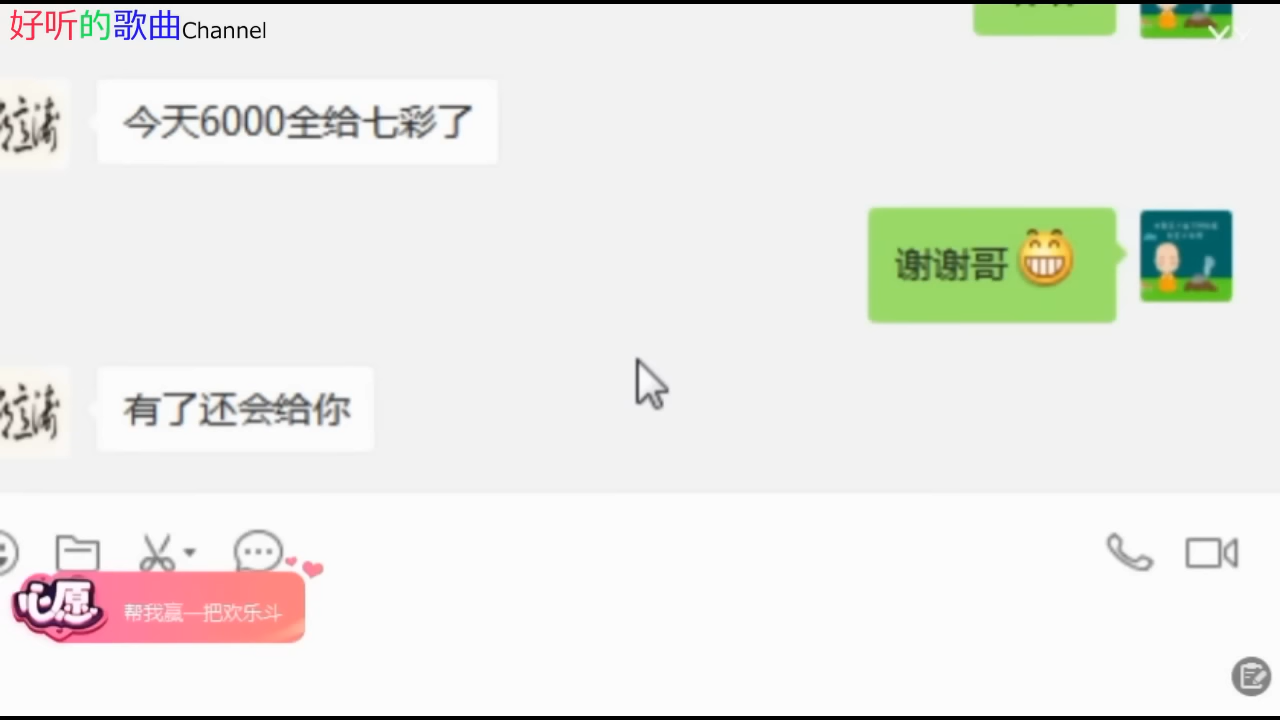 好听的歌曲Channel
今天6000全给七彩了
谢谢哥
有了还会给你
心愿
帮我赢一把欢乐斗